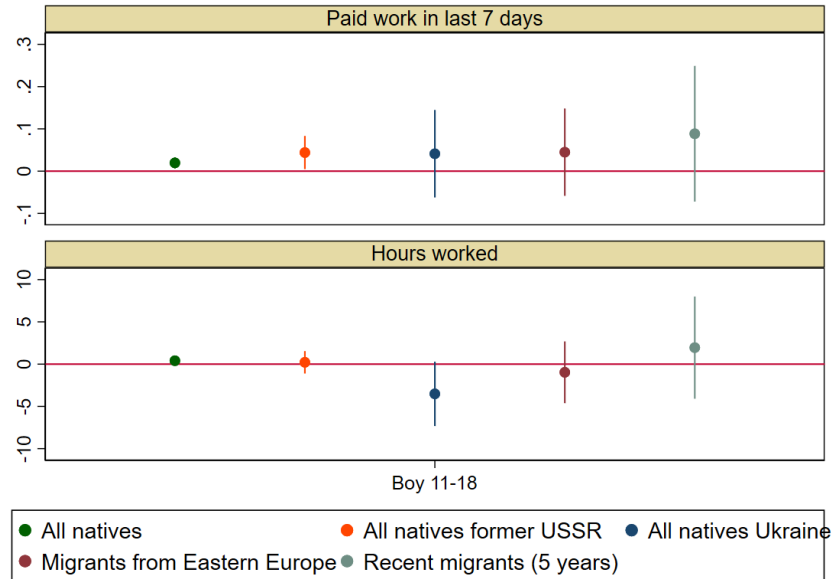 Paid work in last 7 days
.3
.2
.1
0
-.1
Hours worked
10
5
0
-5
-10
Boy 11-18
All natives All natives former USSR All natives Ukraine
Migrants from Eastern Europe Recent migrants (5 years)